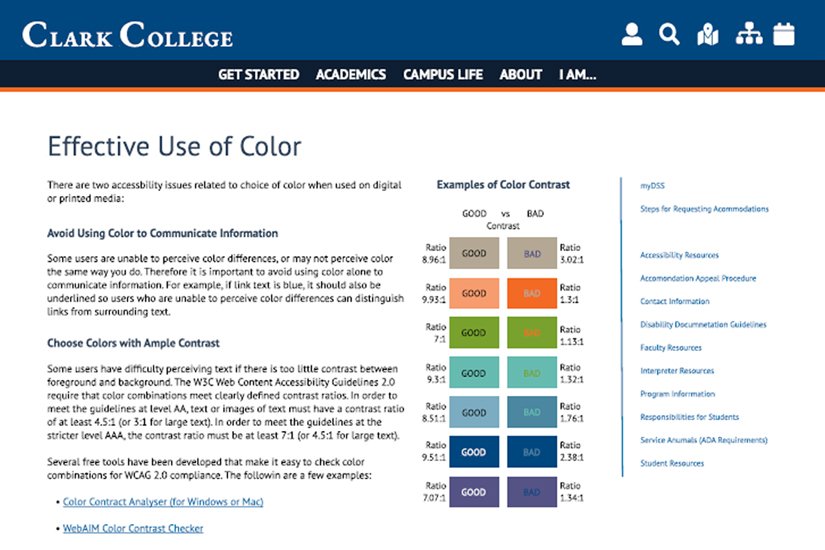 CLARK COLLEGE
GET STARTED ACADEMICS CAMPUS LIFE ABOUT I AM...
Effective Use of Color
There are two accessbility issues related to choice of color when used on digital
or printed media:
Avoid Using Color to Communicate Information
Some users are unable to perceive color differences, or may not perceive color
the same way you do. Therefore it is important to avoid using color alone to
communicate information. For example, if link text is blue, it should also be
underlined so users who are unable to perceive color differences can distinguish
links from surrounding text.
Choose Colors with Ample Contrast
Some users have difficulty perceiving text if there is too little contrast between
foreground and background. The W3C Web Content Accessibility Guidelines 2.0
require that color combinations meet clearly defined contrast ratios. In order to
meet the guidelines at level AA, text or images of text must have a contrast ratio
of at least 4.5:1 (or 3:1 for large text). In order to meet the guidelines at the
stricter level AAA, the contrast ratio must be at least 7:1 (or 4.5:1 for large text).
Several free tools have been developed that make it easy to check color
combinations for WCAG 2.0 compliance. The followin are a few examples:
• Color Contract Analyser (for Windows or Mac)
• WebAIM Color Contrast Checker
Examples of Color Contrast
GOOD vs BAD
Contrast
Ratio 8.96:1 GOOD BAD Ratio 3.02:1
Ratio 9.93:1 GOOD BAD Ratio 1.3:1
Ratio 7:1 GOOD BAD Ratio 1.13:1
Ratio 9.3:1 GOOD BAD Ratio 1.32:1
Ratio 8.51:1 GOOD BAD Ratio 1.76:1
Ratio 9.51:1 GOOD BAD Ratio 2.38:1
Ratio 7.07:1 GOOD BAD Ratio 1.34:1
myDSS
Steps for Requesting Acommodations
Accessibility Resources
Accomondation Appeal Procedure
Contact Information
Disability Documnetation Guidelines
Faculty Resources
Interpreter Resources
Program Information
Responsibilities for Students
Service Anumals (ADA Requirements)
Student Resources